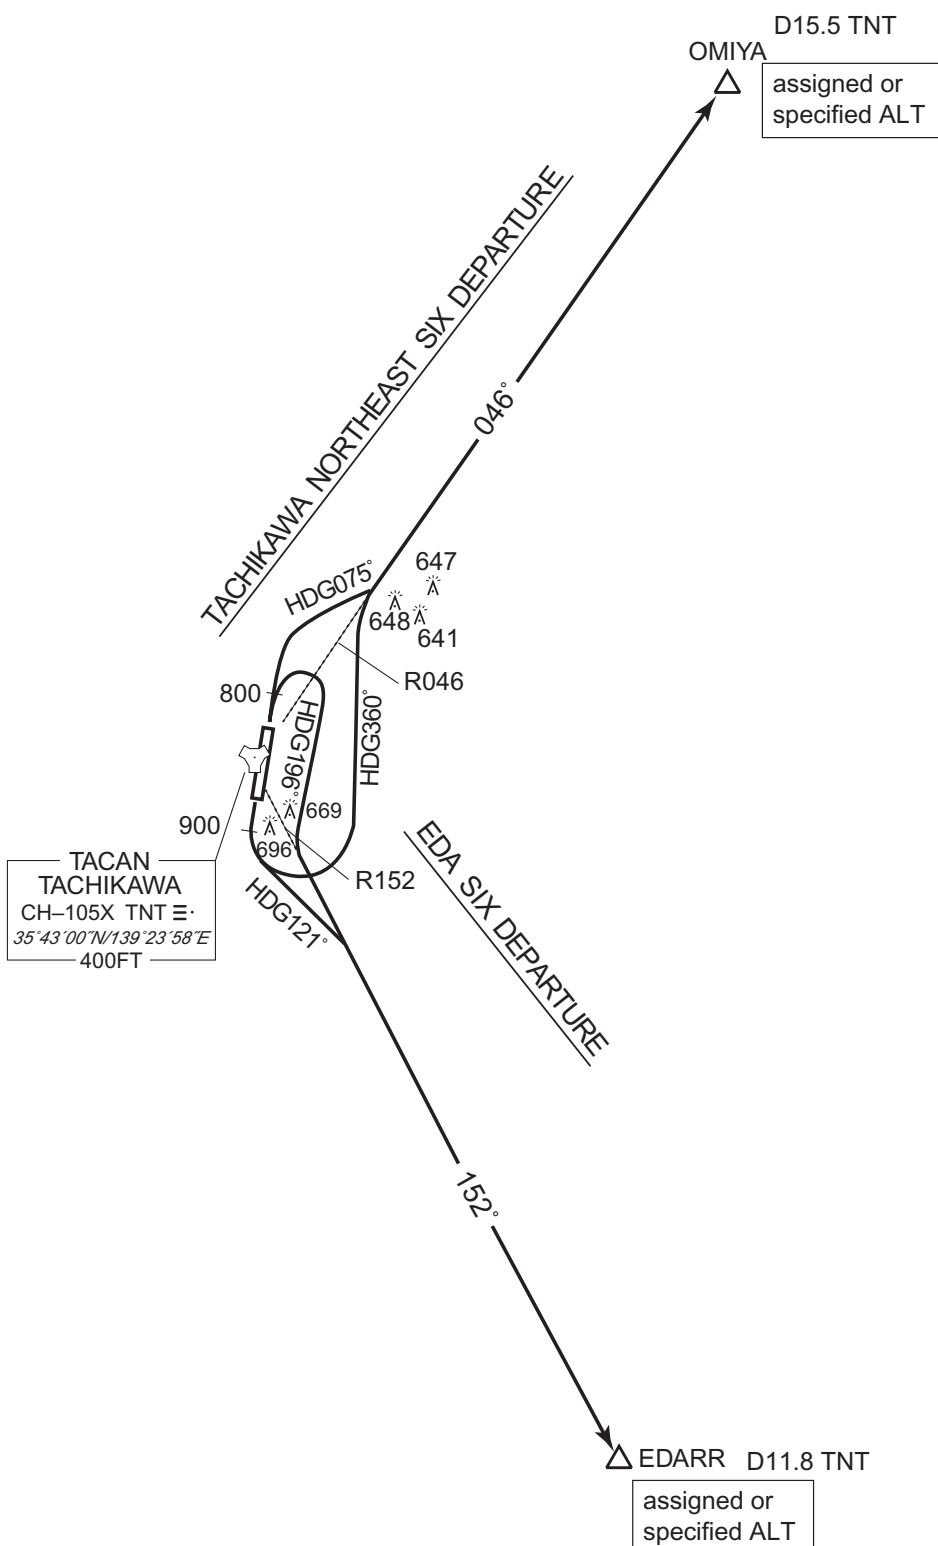 D15.5 TNT
OMIYA
assigned or
specified ALT
TACHIKAWA NORTHEAST SIX DEPARTURE
046°
647
HDG075°
648
641
R046
800
HDG196°
HDG360°
669
900
696
EDA SIX DEPARTURE
TACAN
TACHIKAWA
CH–105X TNT
35°43′00″N/139°23′58″E
400FT
R152
HDG121°
152°
EDARR D11.8 TNT
assigned or
specified ALT